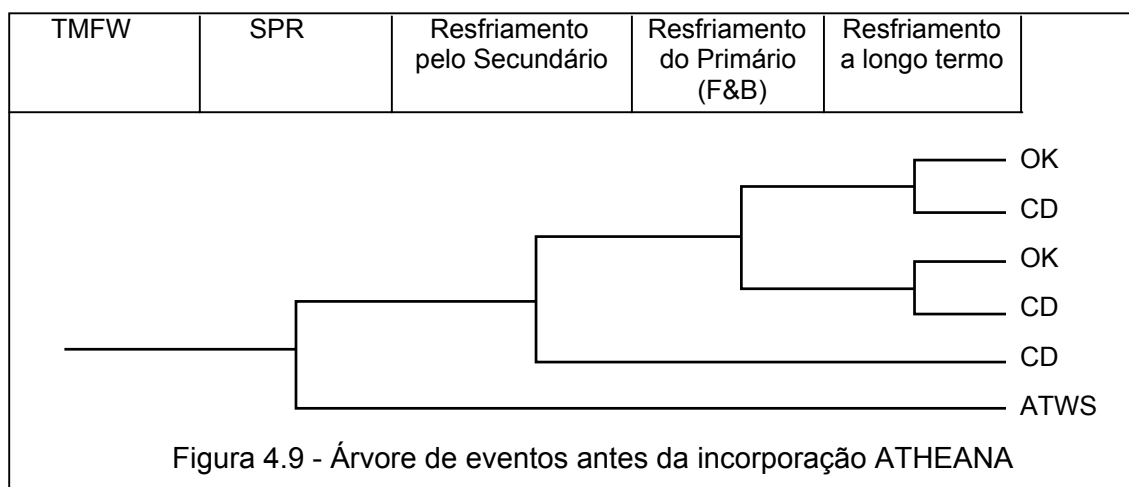 TMFW
SPR
Resfriamento
pelo Secundário
Resfriamento
do Primário
(F&B)
Resfriamento
a longo termo
OK
CD
OK
CD
CD
ATWS
Figura 4.9 - Árvore de eventos antes da incorporação ATHEANA